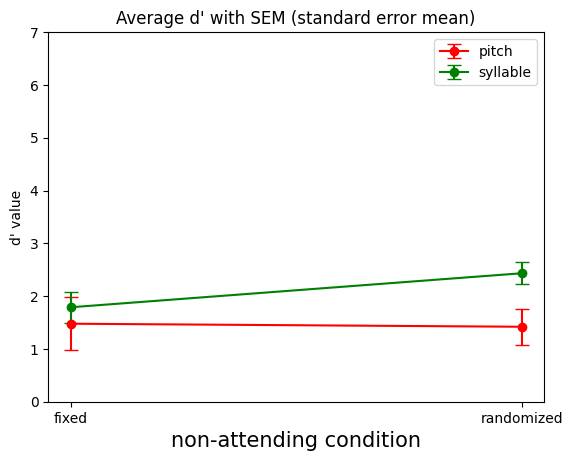 Average d' with SEM (standard error mean)
pitch
syllable
d' value
7
6
5
4
3
2
1
0
fixed
randomized
non-attending condition